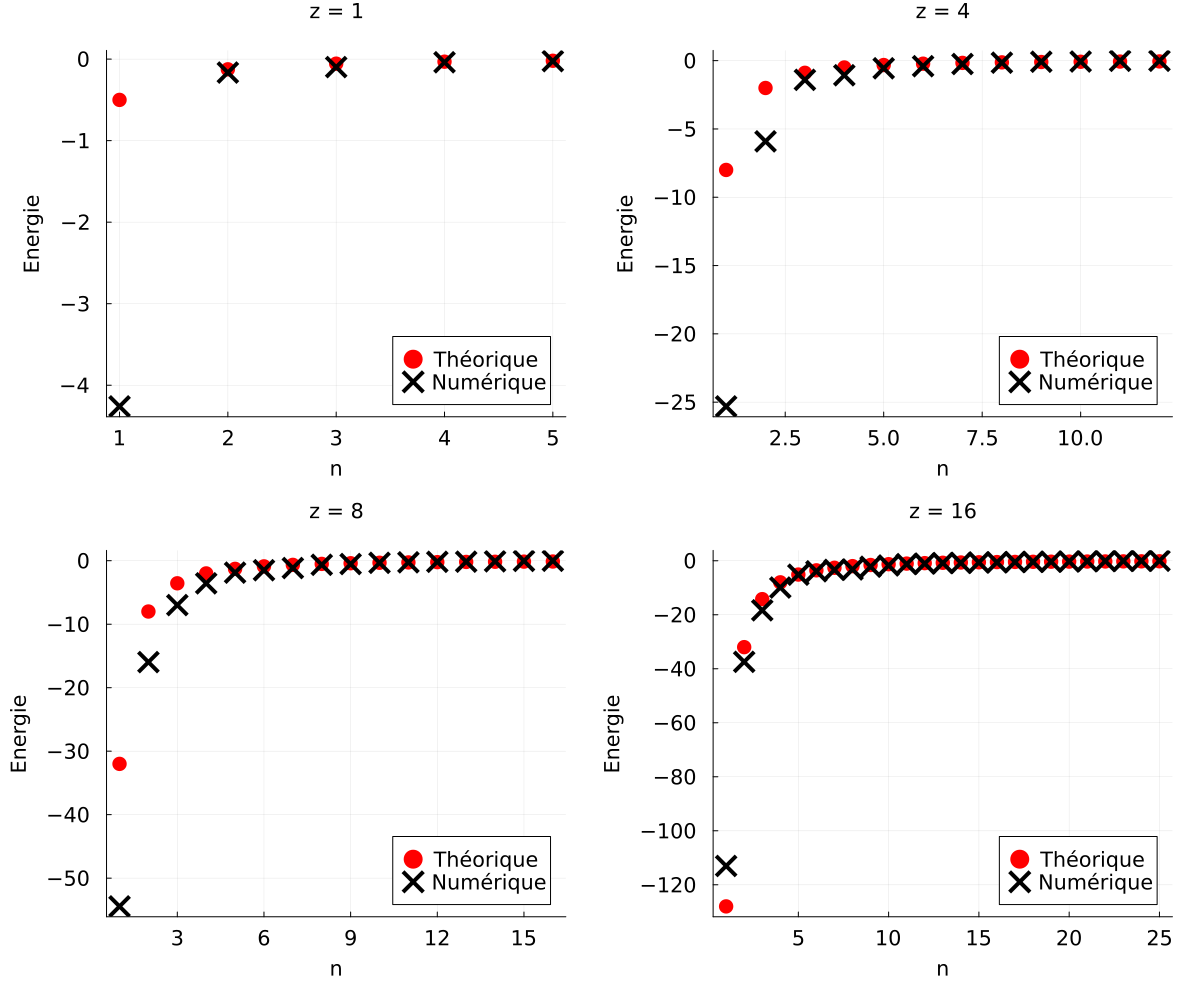 z = 1
0
−1
−2
−3
−4
Energie
1
2
3
4
5
n
Théorique
Numérique
z = 4
0
−5
−10
−15
−20
−25
Energie
2.5
5.0
7.5
10.0
n
Théorique
Numérique
z = 8
0
−10
−20
−30
−40
−50
Energie
3
6
9
12
15
n
Théorique
Numérique
z = 16
0
−20
−40
−60
−80
−100
−120
Energie
5
10
15
20
25
n
Théorique
Numérique